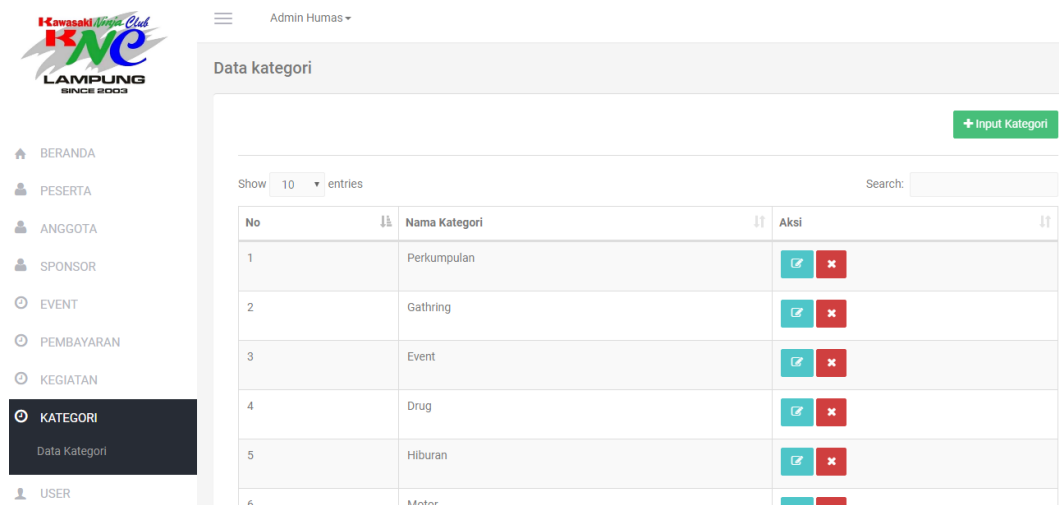 Kawasaki Ninja Club
KNC
LAMPUNG
SINCE 2003
Admin Humas
Data kategori
+ Input Kategori
BERANDA
PESERTA
ANGGOTA
SPONSOR
EVENT
PEMBAYARAN
KEGIATAN
KATEGORI
Data Kategori
USER
Show 10 entries Search:
No Nama Kategori Aksi
1 Perkumpulan
2 Gathring
3 Event
4 Drug
5 Hiburan
6 Motor